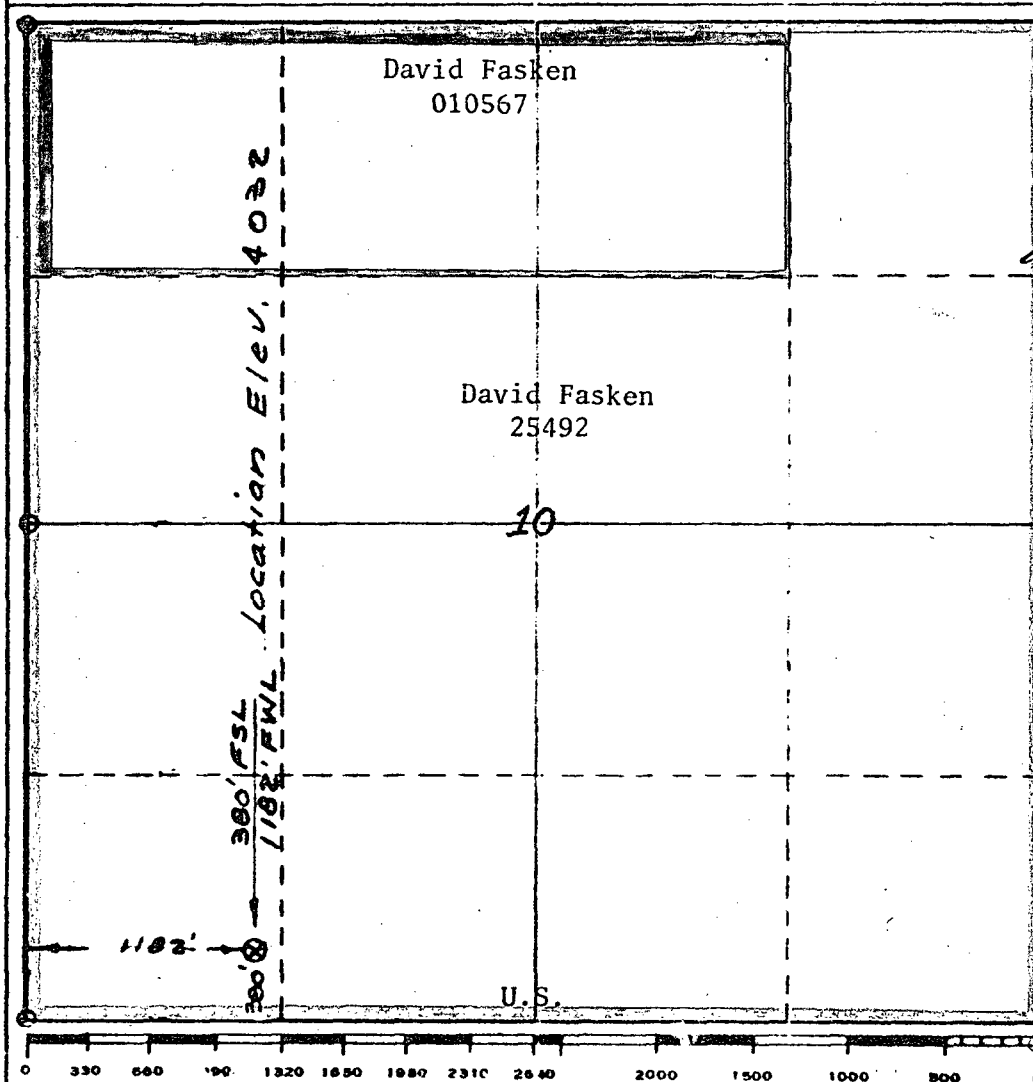 David Fasken
010567
Location Elev. 4032
David Fasken
25492
10
380' FSL
1182' FWL
1182'
380'
U.S.
0 330 660 990 1320 1650 1980 2310 2640 2000 1500 1000 500